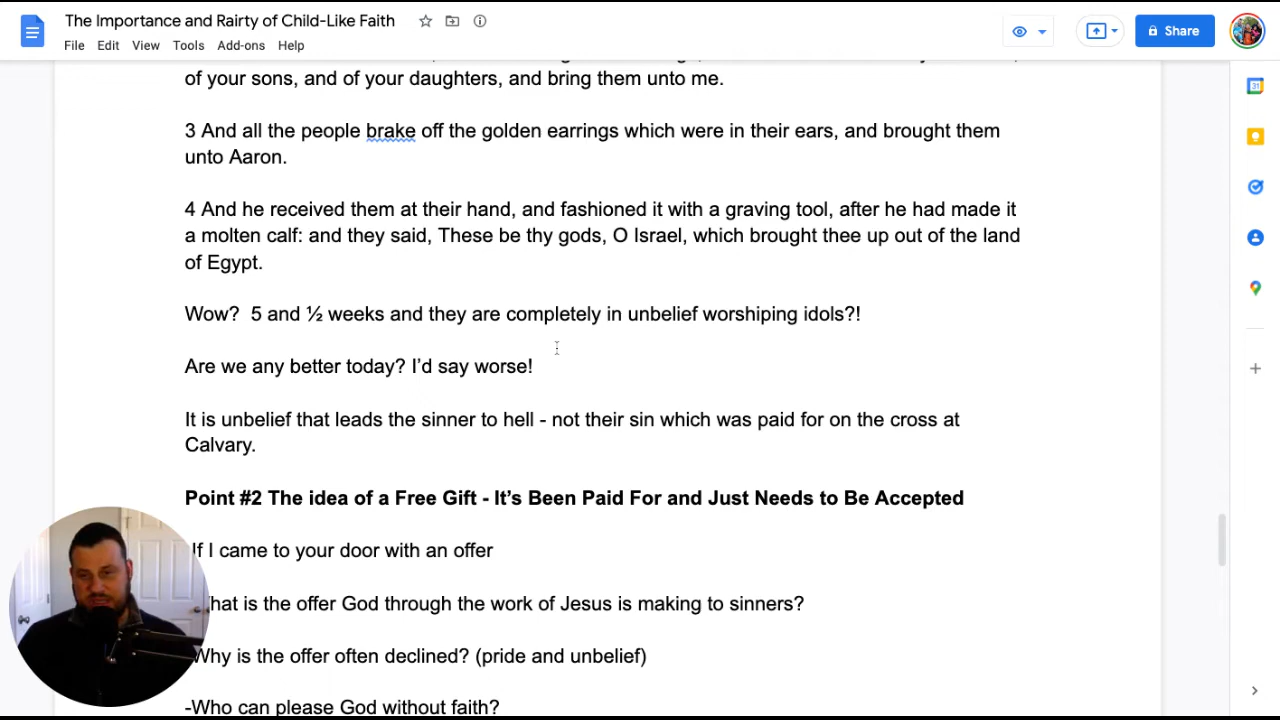 The Importance and Rairty of Child-Like Faith
File Edit View Tools Add-ons Help
Share
of your sons, and of your daughters, and bring them unto me.
3 And all the people brake off the golden earrings which were in their ears, and brought them
unto Aaron.
4 And he received them at their hand, and fashioned it with a graving tool, after he had made it
a molten calf: and they said, These be thy gods, O Israel, which brought thee up out of the land
of Egypt.
Wow?  5 and ½ weeks and they are completely in unbelief worshiping idols?!
Are we any better today? I’d say worse!
It is unbelief that leads the sinner to hell - not their sin which was paid for on the cross at
Calvary.
Point #2 The idea of a Free Gift - It’s Been Paid For and Just Needs to Be Accepted
If I came to your door with an offer
hat is the offer God through the work of Jesus is making to sinners?
Why is the offer often declined? (pride and unbelief)
-Who can please God without faith?
31